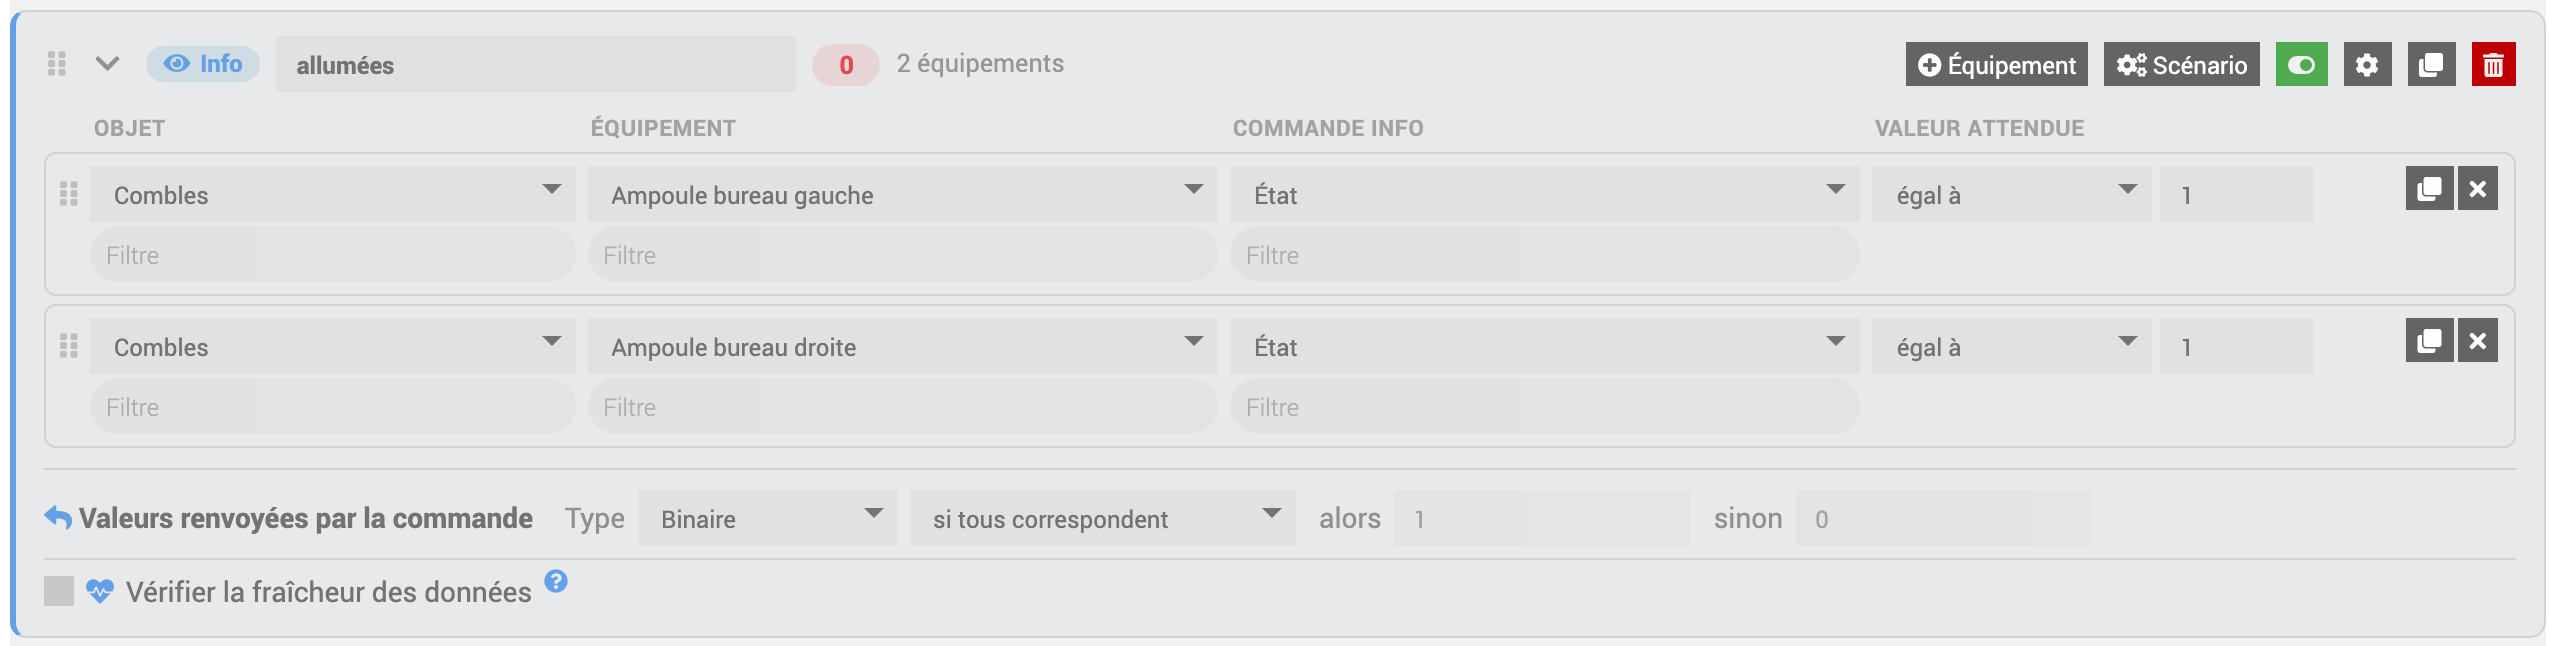 Info allumées 0 2 équipements Équipement Scénario
OBJET ÉQUIPEMENT COMMANDE INFO VALEUR ATTENDUE
Combles Ampoule bureau gauche État égal à 1
Filtre Filtre Filtre
Combles Ampoule bureau droite État égal à 1
Filtre Filtre Filtre
Valeurs renvoyées par la commande Type Binaire si tous correspondent alors 1 sinon 0
Vérifier la fraîcheur des données ?